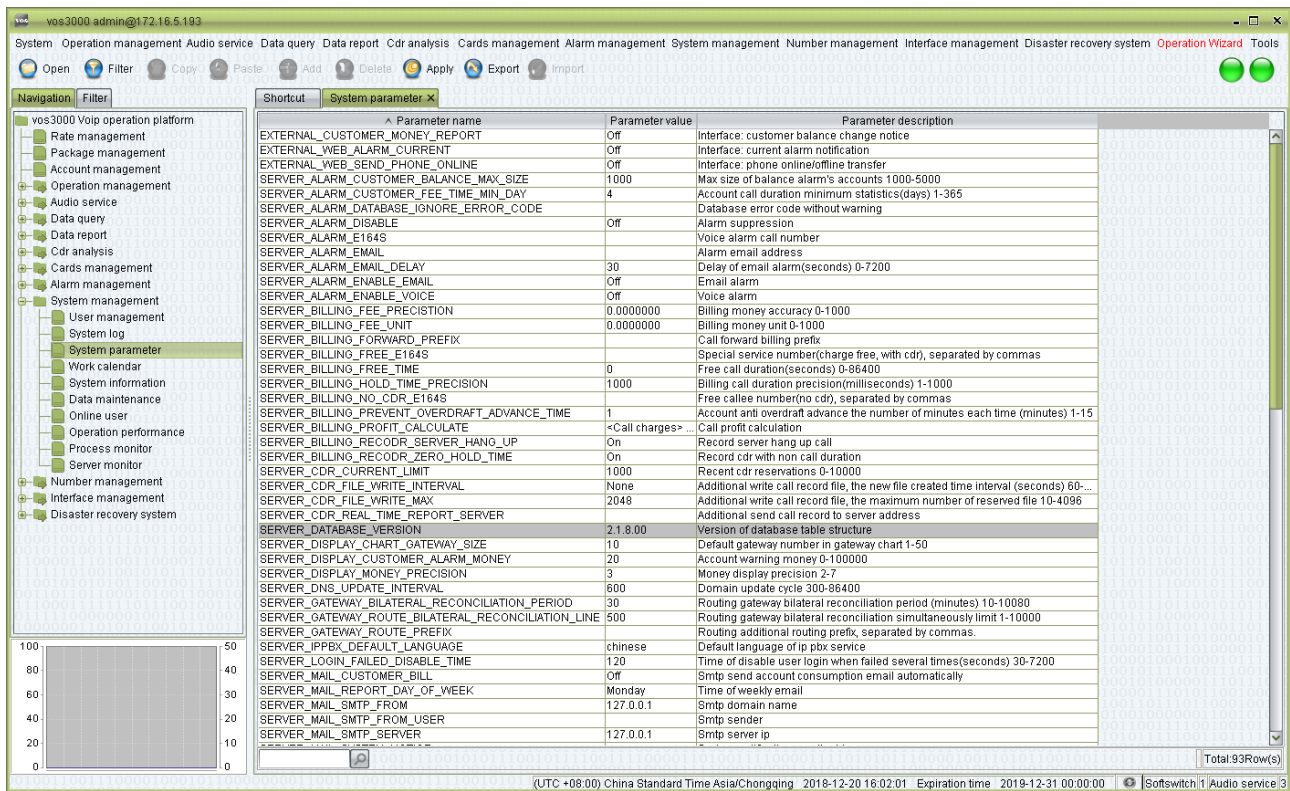 VOS vos3000 admin@172.16.5.193
System Operation management Audio service Data query Data report Cdr analysis Cards management Alarm management System management Number management Interface management Disaster recovery system Operation Wizard Tools
Open Filter Copy Paste Add Delete Apply Export Import
Navigation Filter
vos3000 Voip operation platform
Rate management
Package management
Account management
Operation management
Audio service
Data query
Data report
Cdr analysis
Cards management
Alarm management
System management
User management
System log
System parameter
Work calendar
System information
Data maintenance
Online user
Operation performance
Process monitor
Server monitor
Number management
Interface management
Disaster recovery system
100 50
80 40
60 30
40 20
20 10
0 0
Shortcut System parameter
Parameter name Parameter value Parameter description
EXTERNAL_CUSTOMER_MONEY_REPORT Off Interface: customer balance change notice
EXTERNAL_WEB_ALARM_CURRENT Off Interface: current alarm notification
EXTERNAL_WEB_SEND_PHONE_ONLINE Off Interface: phone online/offline transfer
SERVER_ALARM_CUSTOMER_BALANCE_MAX_SIZE 1000 Max size of balance alarm's accounts 1000-5000
SERVER_ALARM_CUSTOMER_FEE_TIME_MIN_DAY 4 Account call duration minimum statistics(days) 1-365
SERVER_ALARM_DATABASE_IGNORE_ERROR_CODE Database error code without warning
SERVER_ALARM_DISABLE Off Alarm suppression
SERVER_ALARM_E164S Voice alarm call number
SERVER_ALARM_EMAIL Alarm email address
SERVER_ALARM_EMAIL_DELAY 30 Delay of email alarm(seconds) 0-7200
SERVER_ALARM_ENABLE_EMAIL Off Email alarm
SERVER_ALARM_ENABLE_VOICE Off Voice alarm
SERVER_BILLING_FEE_PRECISTION 0.0000000 Billing money accuracy 0-1000
SERVER_BILLING_FEE_UNIT 0.0000000 Billing money unit 0-1000
SERVER_BILLING_FORWARD_PREFIX Call forward billing prefix
SERVER_BILLING_FREE_E164S Special service number(charge free, with cdr), separated by commas
SERVER_BILLING_FREE_TIME 0 Free call duration(seconds) 0-86400
SERVER_BILLING_HOLD_TIME_PRECISION 1000 Billing call duration precision(milliseconds) 1-1000
SERVER_BILLING_NO_CDR_E164S Free callee number(no cdr), separated by commas
SERVER_BILLING_PREVENT_OVERDRAFT_ADVANCE_TIME 1 Account anti overdraft advance the number of minutes each time (minutes) 1-15
SERVER_BILLING_PROFIT_CALCULATE <Call charges> ... Call profit calculation
SERVER_BILLING_RECODR_SERVER_HANG_UP On Record server hang up call
SERVER_BILLING_RECODR_ZERO_HOLD_TIME On Record cdr with non call duration
SERVER_CDR_CURRENT_LIMIT 1000 Recent cdr reservations 0-10000
SERVER_CDR_FILE_WRITE_INTERVAL None Additional write call record file, the new file created time interval (seconds) 60-...
SERVER_CDR_FILE_WRITE_MAX 2048 Additional write call record file, the maximum number of reserved file 10-4096
SERVER_CDR_REAL_TIME_REPORT_SERVER Additional send call record to server address
SERVER_DATABASE_VERSION 2.1.8.00 Version of database table structure
SERVER_DISPLAY_CHART_GATEWAY_SIZE 10 Default gateway number in gateway chart 1-50
SERVER_DISPLAY_CUSTOMER_ALARM_MONEY 20 Account warning money 0-100000
SERVER_DISPLAY_MONEY_PRECISION 3 Money display precision 2-7
SERVER_DNS_UPDATE_INTERVAL 600 Domain update cycle 300-86400
SERVER_GATEWAY_BILATERAL_RECONCILIATION_PERIOD 30 Routing gateway bilateral reconciliation period (minutes) 10-10080
SERVER_GATEWAY_ROUTE_BILATERAL_RECONCILIATION_LINE 500 Routing gateway bilateral reconciliation simultaneously limit 1-10000
SERVER_GATEWAY_ROUTE_PREFIX Routing additional routing prefix, separated by commas.
SERVER_IPPBX_DEFAULT_LANGUAGE chinese Default language of ip pbx service
SERVER_LOGIN_FAILED_DISABLE_TIME 120 Time of disable user login when failed several times(seconds) 30-7200
SERVER_MAIL_CUSTOMER_BILL Off Smtp send account consumption email automatically
SERVER_MAIL_REPORT_DAY_OF_WEEK Monday Time of weekly email
SERVER_MAIL_SMTP_FROM 127.0.0.1 Smtp domain name
SERVER_MAIL_SMTP_FROM_USER Smtp sender
SERVER_MAIL_SMTP_SERVER 127.0.0.1 Smtp server ip
Total:93Row(s)
(UTC +08:00) China Standard Time Asia/Chongqing 2018-12-20 16:02:01 Expiration time 2019-12-31 00:00:00 Softswitch 1 Audio service 3